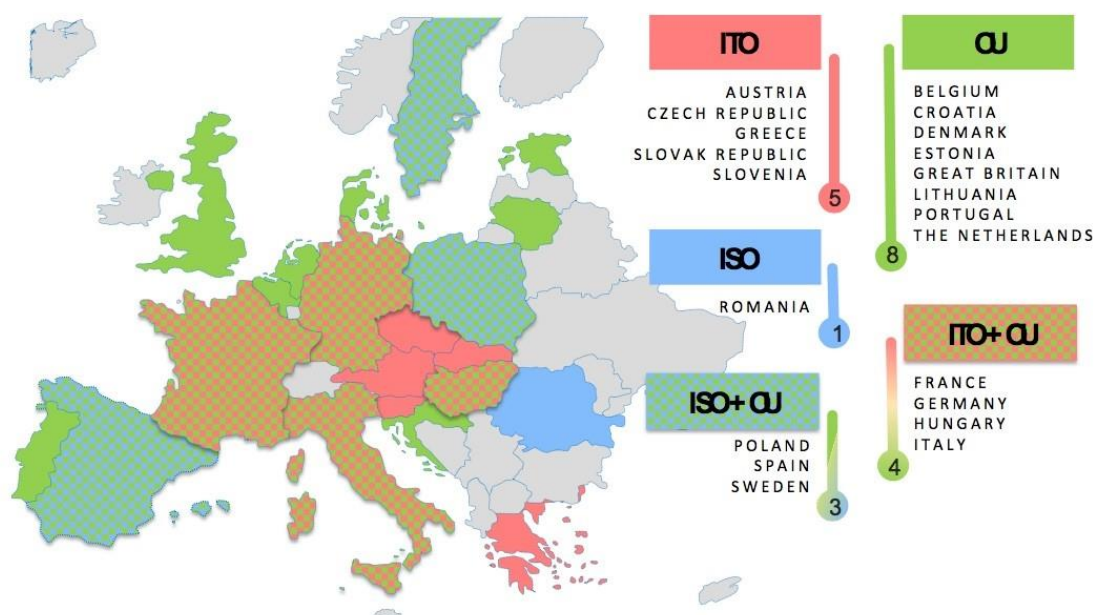 ITO
AUSTRIA
CZECH REPUBLIC
GREECE
SLOVAK REPUBLIC
SLOVENIA
5
OU
BELGIUM
CROATIA
DENMARK
ESTONIA
GREAT BRITAIN
LITHUANIA
PORTUGAL
THE NETHERLANDS
8
ISO
ROMANIA
1
ITO+ OU
FRANCE
GERMANY
HUNGARY
ITALY
4
ISO+ OU
POLAND
SPAIN
SWEDEN
3